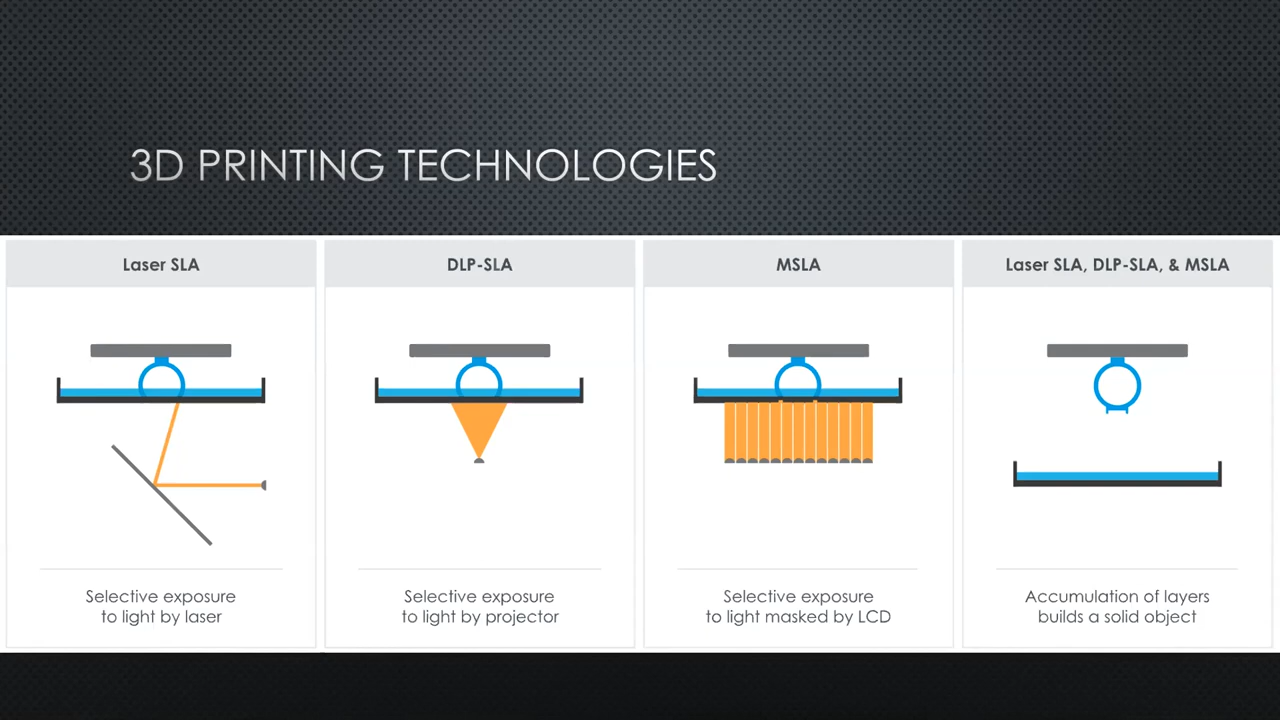 3D PRINTING TECHNOLOGIES
Laser SLA
Selective exposure
to light by laser
DLP-SLA
Selective exposure
to light by projector
MSLA
Selective exposure
to light masked by LCD
Laser SLA, DLP-SLA, & MSLA
Accumulation of layers
builds a solid object